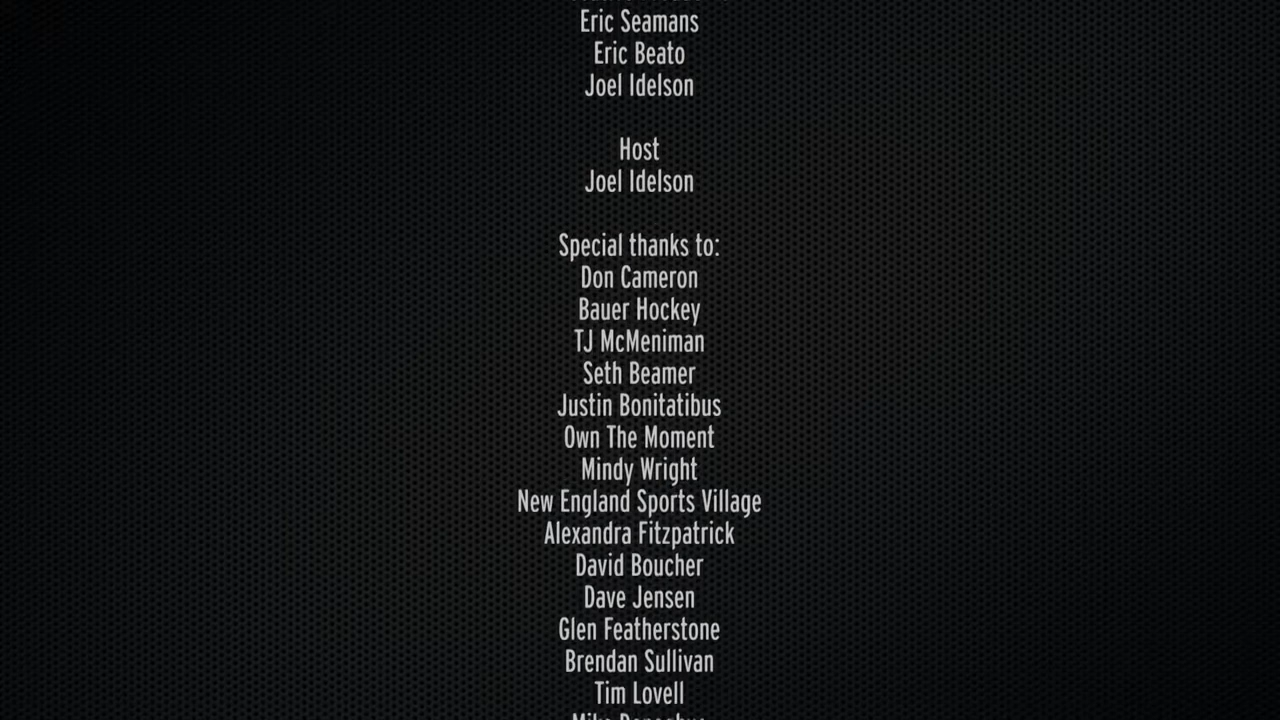 Eric Seamans
Eric Beato
Joel Idelson
Host
Joel Idelson
Special thanks to:
Don Cameron
Bauer Hockey
TJ McMeniman
Seth Beamer
Justin Bonitatibus
Own The Moment
Mindy Wright
New England Sports Village
Alexandra Fitzpatrick
David Boucher
Dave Jensen
Glen Featherstone
Brendan Sullivan
Tim Lovell